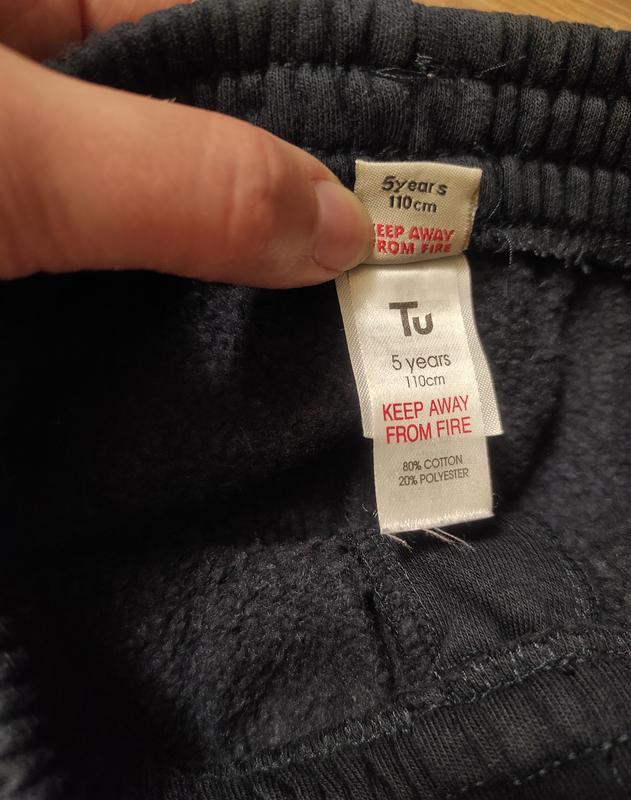 5years
110cm
KEEP AWAY
FROM FIRE
Tu
5 years
110cm
KEEP AWAY
FROM FIRE
80% COTTON
20% POLYESTER